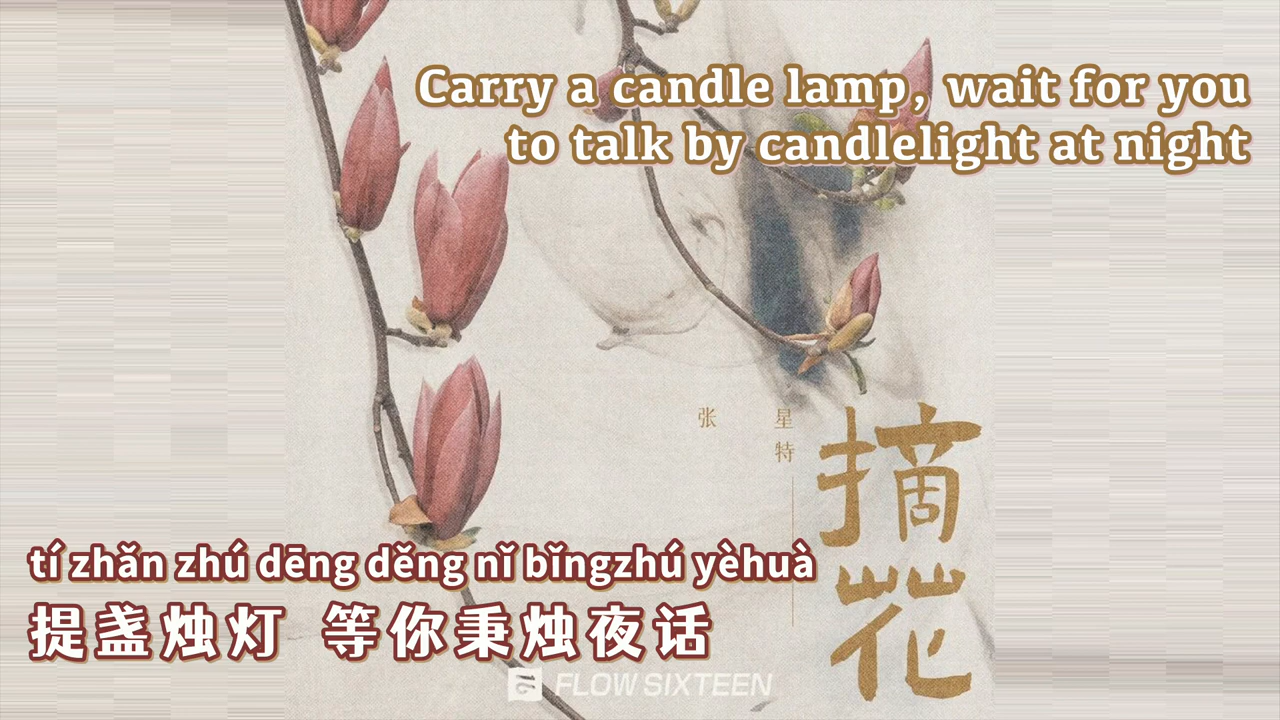 Carry a candle lamp, wait for you
to talk by candlelight at night
张
星
特
摘
花
tí zhǎn zhú dēng děng nǐ bǐngzhú yèhuà
提盏烛灯 等你秉烛夜话
FLOW SIXTEEN